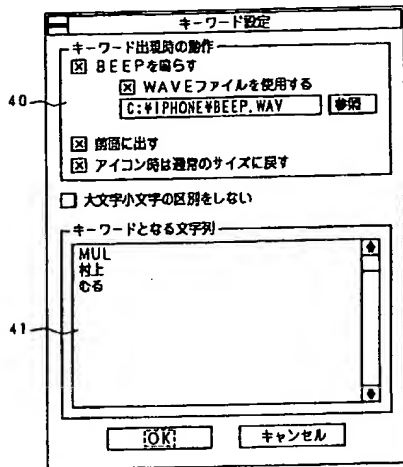 キーワード設定
キーワード出現時の動作
BEEPを鳴らす
WAVEファイルを使用する
40
C:¥IPHONE¥BEEP.WAV 参照
前面に出す
アイコン時は通常のサイズに戻す
大文字小文字の区別をしない
キーワードとなる文字列
MUL
村上
むる
41
OK キャンセル